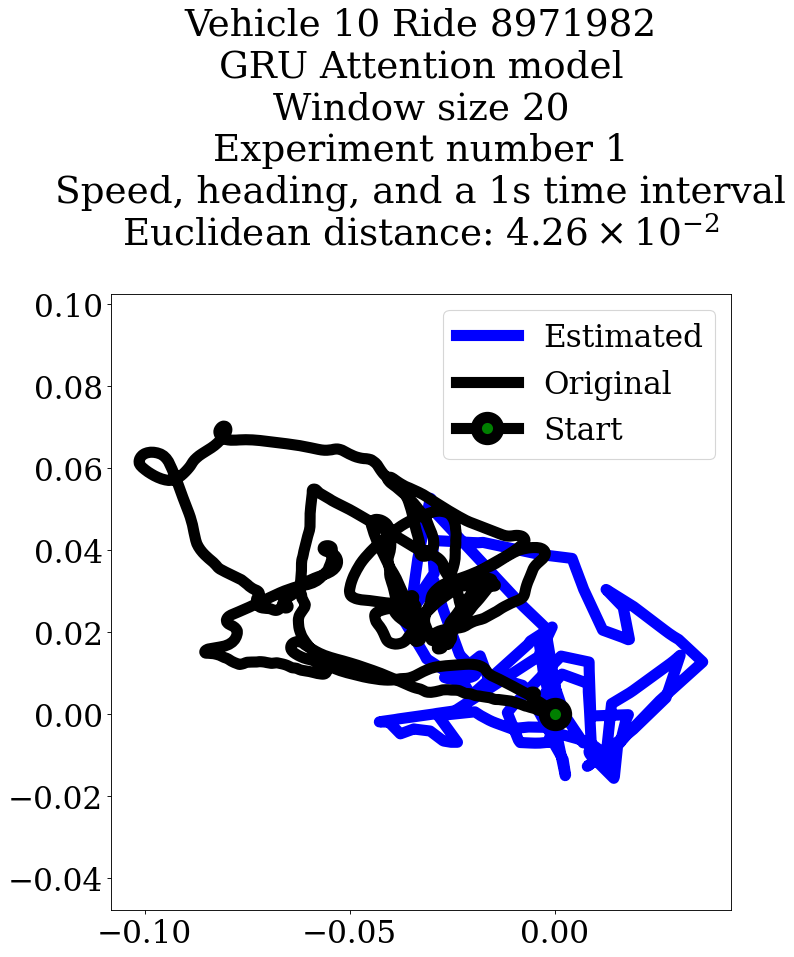 Vehicle 10 Ride 8971982
GRU Attention model
Window size 20
Experiment number 1
Speed, heading, and a 1s time interval
Euclidean distance: 4.26 × 10⁻²
Estimated
Original
Start
0.10
0.08
0.06
0.04
0.02
0.00
−0.02
−0.04
−0.10
−0.05
0.00